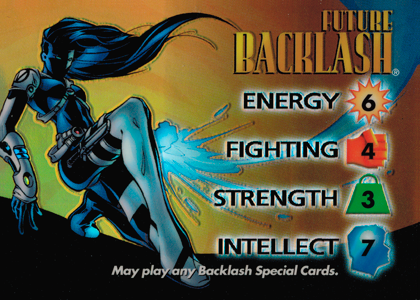 FUTURE
BACKLASH®
ENERGY 6
FIGHTING 4
STRENGTH 3
INTELLECT 7
May play any Backlash Special Cards.